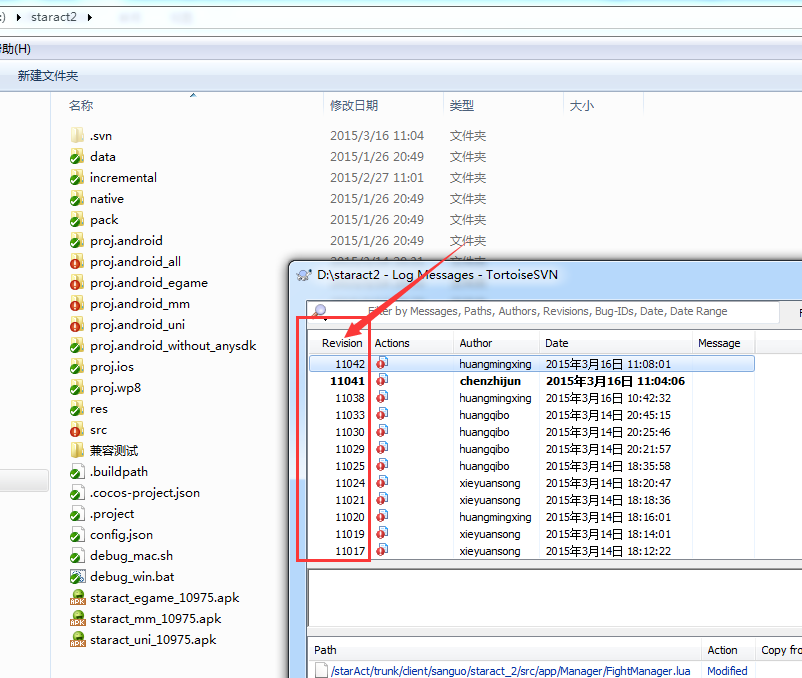 :) ▸ staract2 ▸
帮助(H)
新建文件夹
名称 修改日期 类型 大小
.svn 2015/3/16 11:04 文件夹
data 2015/1/26 20:49 文件夹
incremental 2015/2/27 11:01 文件夹
native 2015/1/26 20:49 文件夹
pack 2015/1/26 20:49 文件夹
proj.android 2015/1/26 20:49 文件夹
proj.android_all
proj.android_egame
proj.android_mm
proj.android_uni
proj.android_without_anysdk
proj.ios
proj.wp8
res
src
兼容测试
.buildpath
.cocos-project.json
.project
config.json
debug_mac.sh
debug_win.bat
staract_egame_10975.apk
staract_mm_10975.apk
staract_uni_10975.apk
D:\staract2 - Log Messages - TortoiseSVN
Filter by Messages, Paths, Authors, Revisions, Bug-IDs, Date, Date Range
Revision Actions Author Date Message
11042 huangmingxing 2015年3月16日 11:08:01
11041 chenzhijun 2015年3月16日 11:04:06
11038 huangmingxing 2015年3月16日 10:42:32
11033 huangqibo 2015年3月14日 20:45:15
11030 huangqibo 2015年3月14日 20:25:46
11029 huangqibo 2015年3月14日 20:21:57
11025 huangqibo 2015年3月14日 18:35:58
11024 xieyuansong 2015年3月14日 18:20:47
11021 xieyuansong 2015年3月14日 18:18:36
11020 huangmingxing 2015年3月14日 18:16:01
11019 xieyuansong 2015年3月14日 18:14:01
11017 xieyuansong 2015年3月14日 18:12:22
Path Action Copy fro
/starAct/trunk/client/sanguo/staract_2/src/app/Manager/FightManager.lua Modified